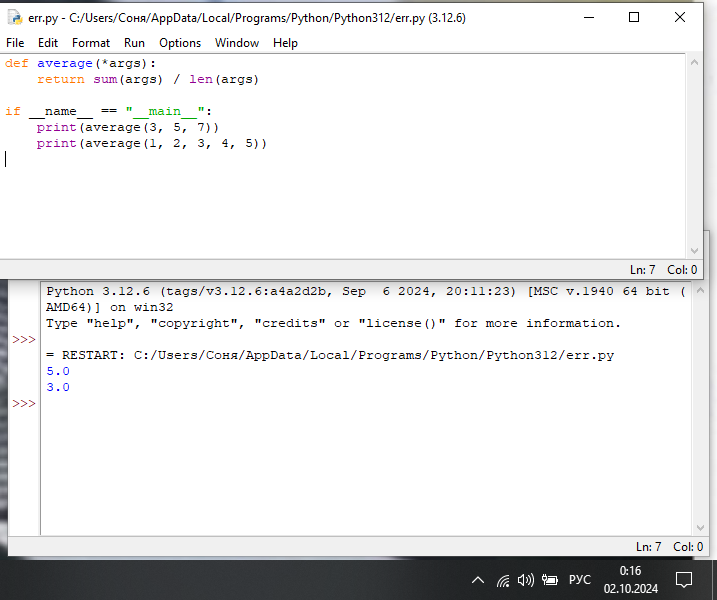 err.py - C:/Users/Соня/AppData/Local/Programs/Python/Python312/err.py (3.12.6)
File Edit Format Run Options Window Help
def average(*args):
    return sum(args) / len(args)
if __name__ == "__main__":
    print(average(3, 5, 7))
    print(average(1, 2, 3, 4, 5))
Ln: 7 Col: 0
Python 3.12.6 (tags/v3.12.6:a4a2d2b, Sep  6 2024, 20:11:23) [MSC v.1940 64 bit (
AMD64)] on win32
Type "help", "copyright", "credits" or "license()" for more information.
>>>
= RESTART: C:/Users/Соня/AppData/Local/Programs/Python/Python312/err.py
5.0
3.0
>>>
Ln: 7 Col: 0
РУС
0:16
02.10.2024